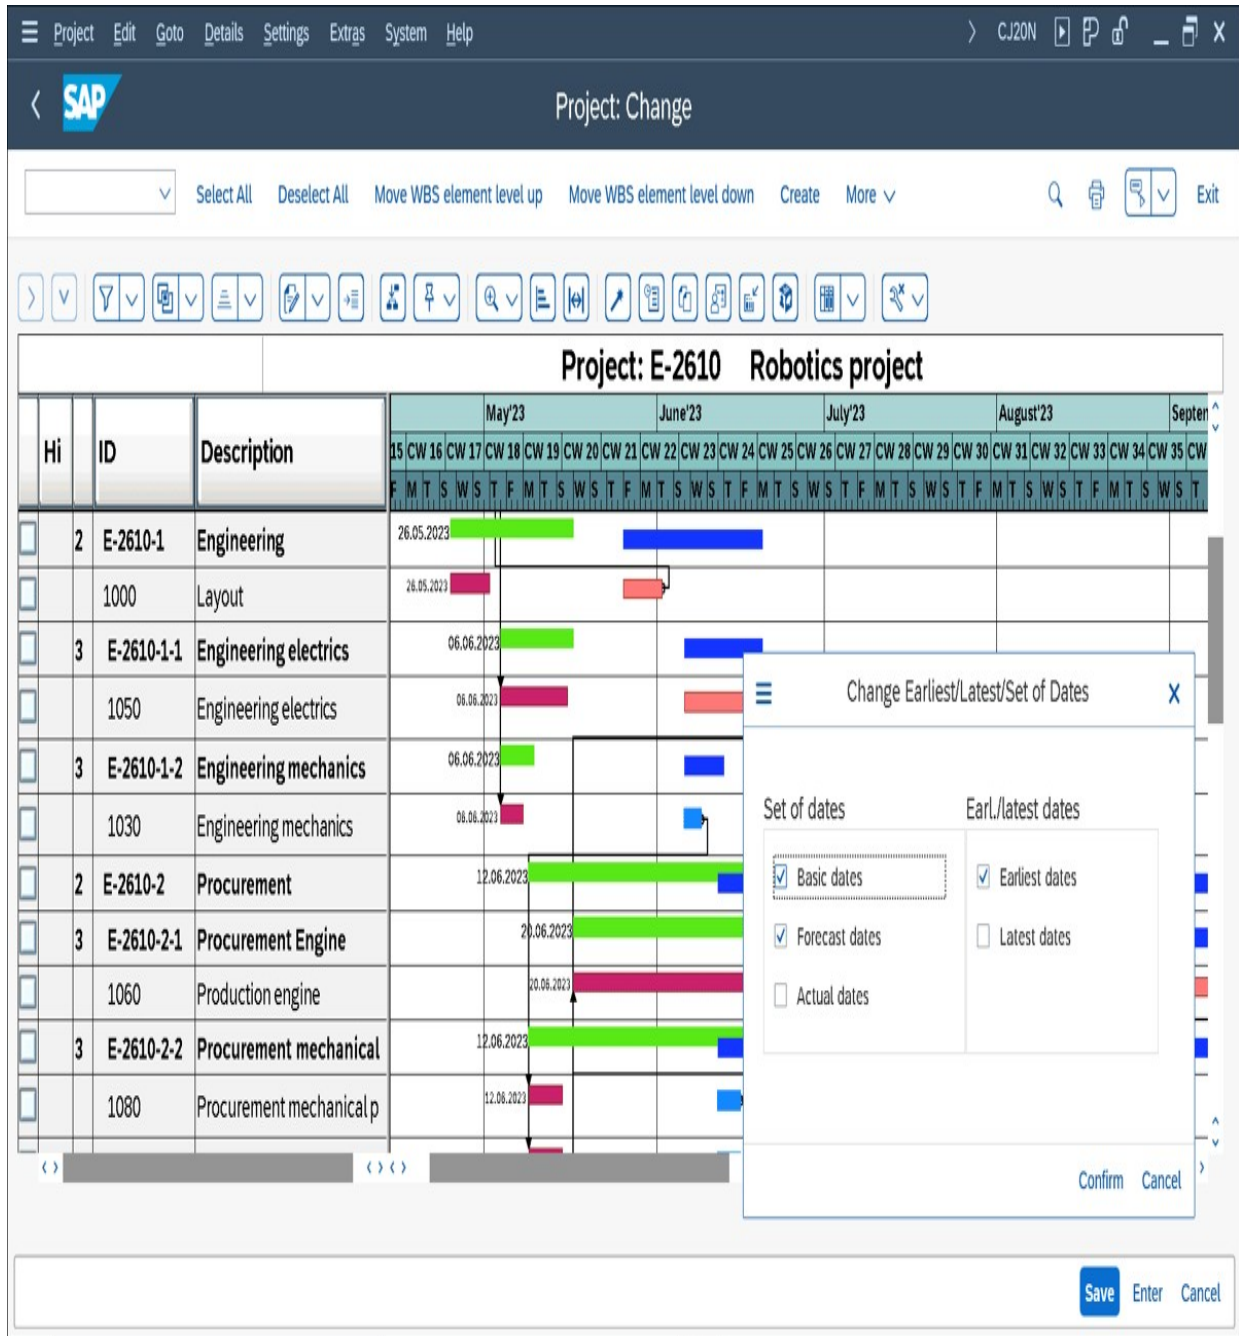 Project Edit Goto Details Settings Extras System Help CJ20N
SAP Project: Change
Select All Deselect All Move WBS element level up Move WBS element level down Create More Exit
Project: E-2610 Robotics project
May'23 June'23 July'23 August'23 Septen
Hi ID Description
15 CW 16 CW 17 CW 18 CW 19 CW 20 CW 21 CW 22 CW 23 CW 24 CW 25 CW 26 CW 27 CW 28 CW 29 CW 30 CW 31 CW 32 CW 33 CW 34 CW 35 CW
F M T S W S T F M T S W S T F M T S W S T F M T S W S T F M T S W S T F M T S W S T
2 E-2610-1 Engineering 26.05.2023
1000 Layout 26.05.2023
3 E-2610-1-1 Engineering electrics 06.06.2023
1050 Engineering electrics 06.06.2023
3 E-2610-1-2 Engineering mechanics 06.06.2023
1030 Engineering mechanics 06.06.2023
2 E-2610-2 Procurement 12.06.2023
3 E-2610-2-1 Procurement Engine 20.06.2023
1060 Production engine 20.06.2023
3 E-2610-2-2 Procurement mechanical 12.06.2023
1080 Procurement mechanical p 12.06.2023
Change Earliest/Latest/Set of Dates
Set of dates Earl./latest dates
Basic dates Earliest dates
Forecast dates Latest dates
Actual dates
Confirm Cancel
Save Enter Cancel